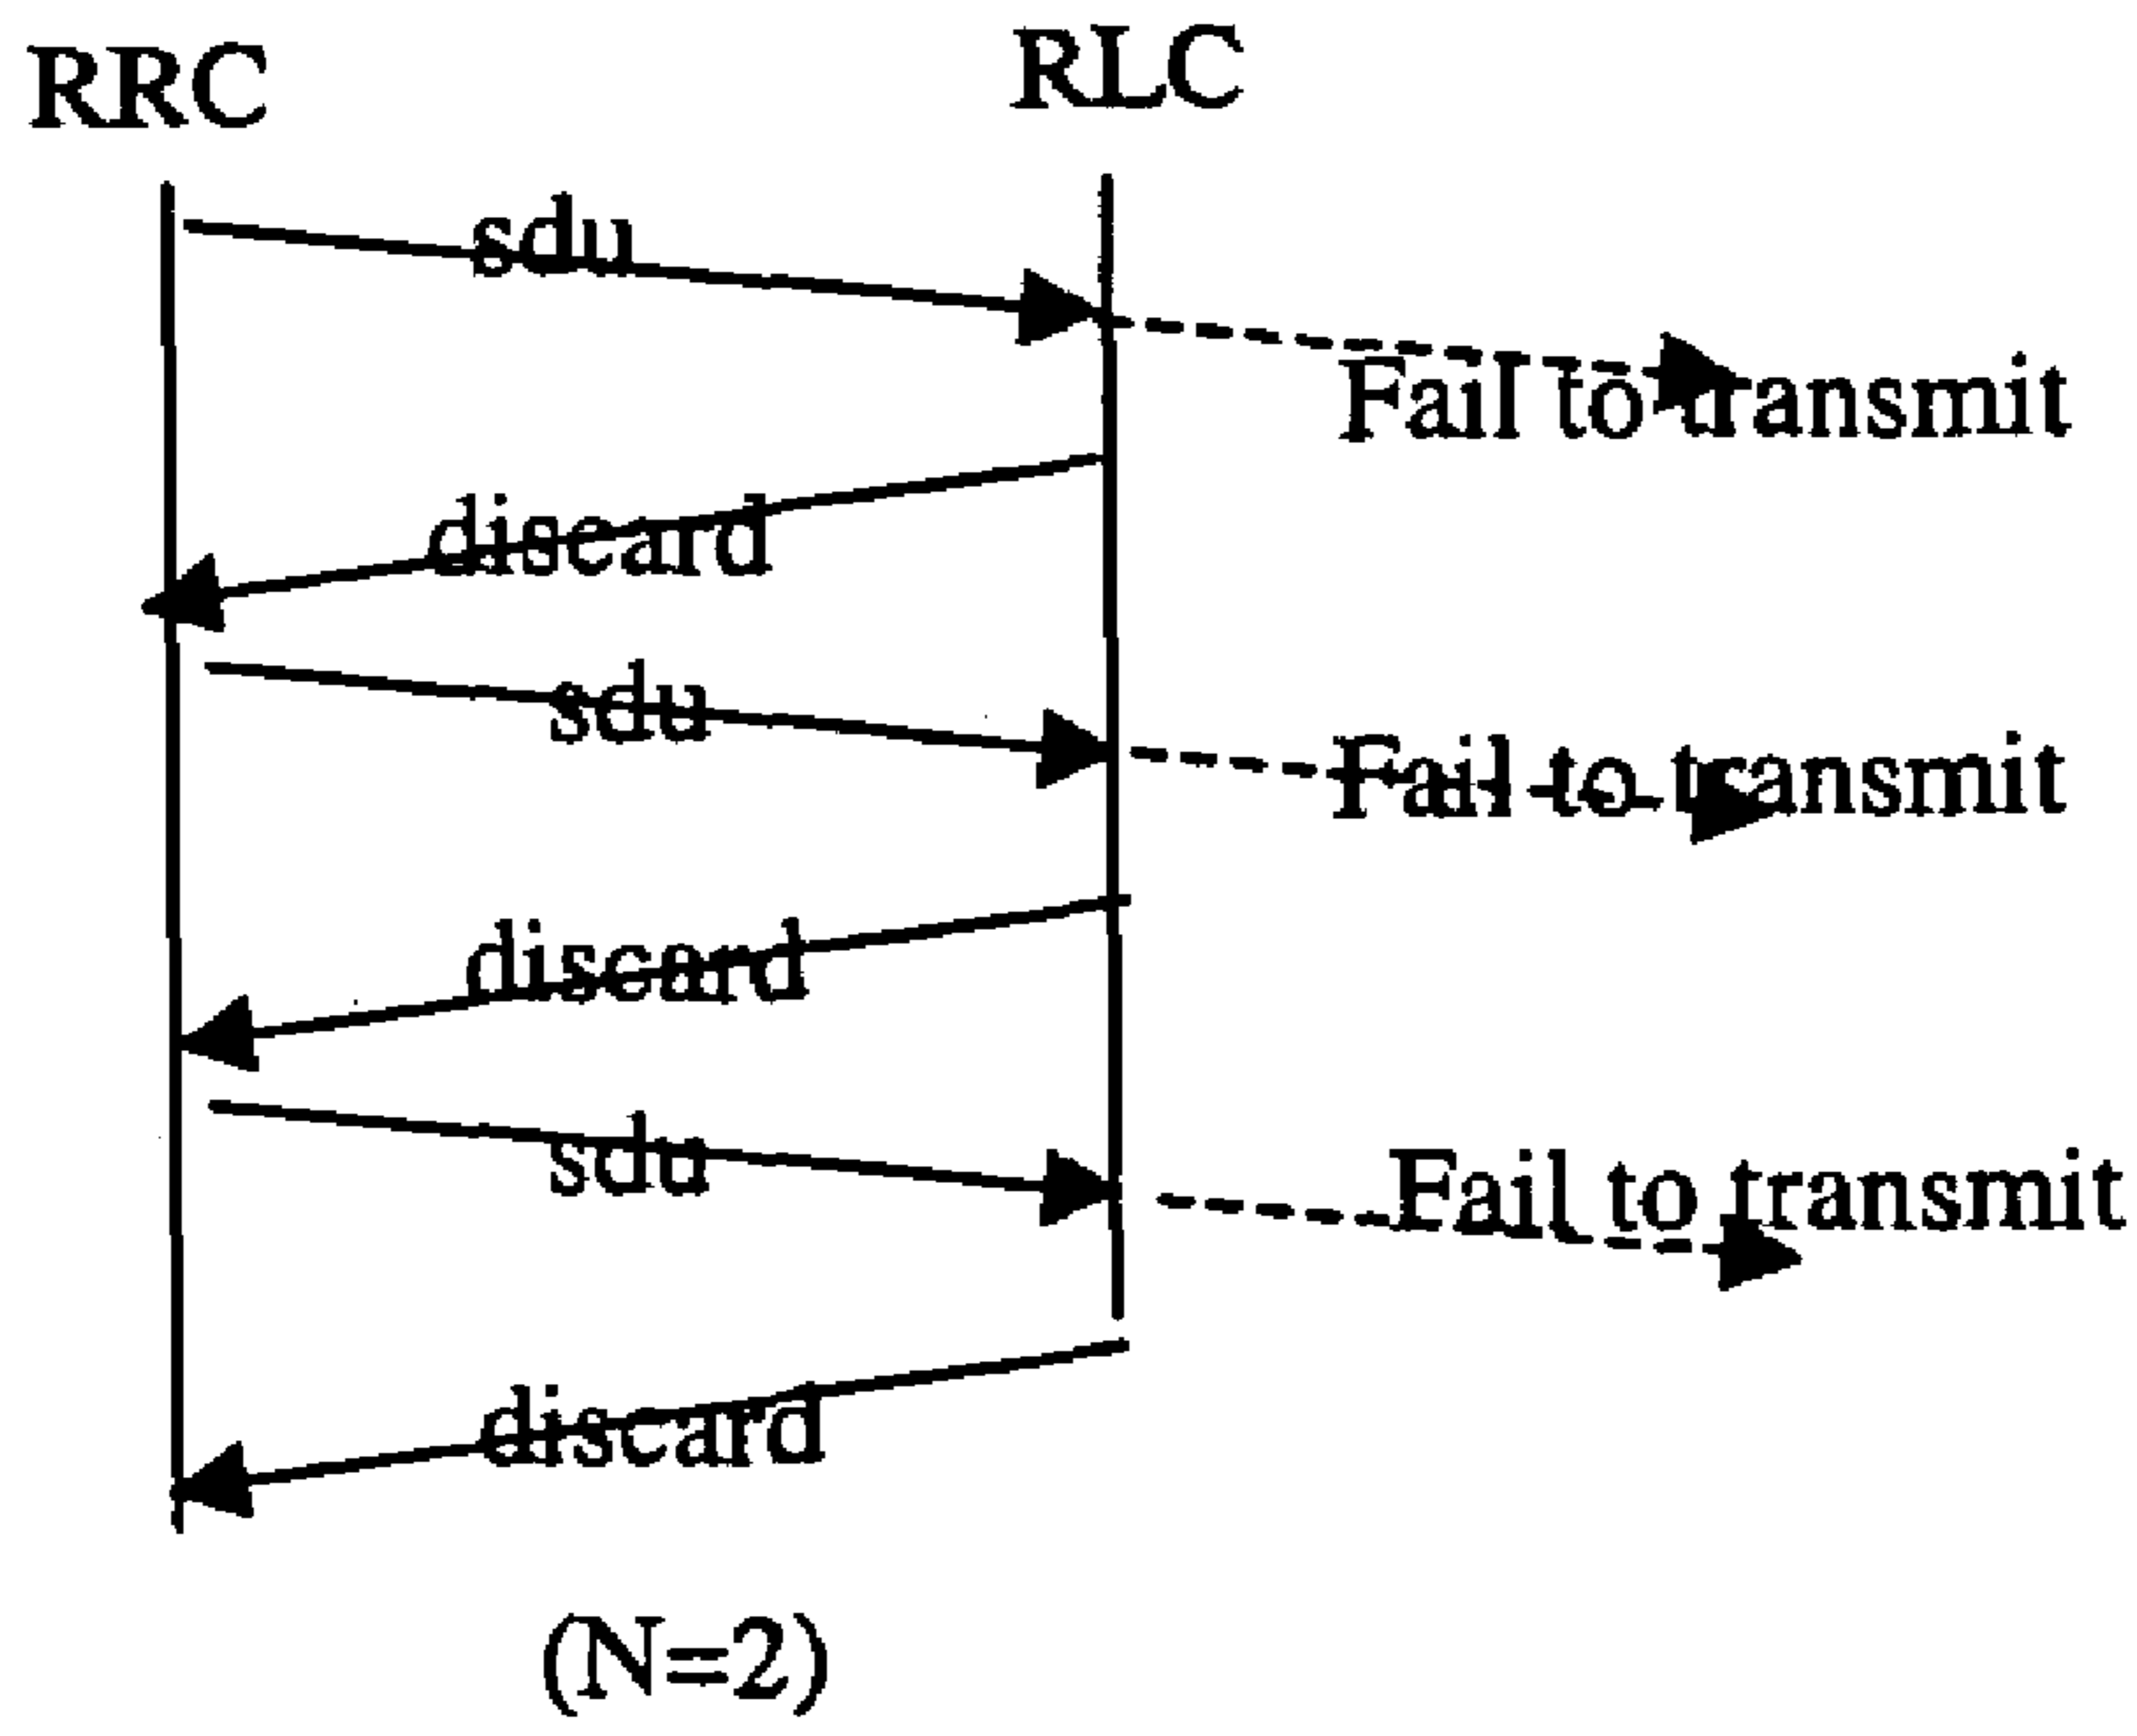 RRC
RLC
sdu
Fail to transmit
discard
sdu
Fail to transmit
discard
sdu
Fail to transmit
discard
(N=2)